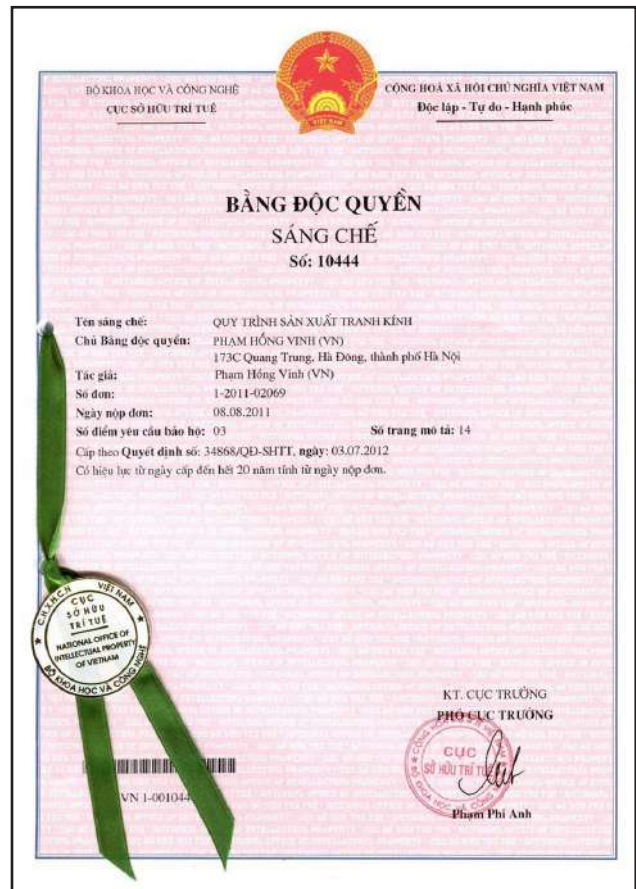 BỘ KHOA HỌC VÀ CÔNG NGHỆ
CỤC SỞ HỮU TRÍ TUỆ
CỘNG HOÀ XÃ HỘI CHỦ NGHĨA VIỆT NAM
Độc lập - Tự do - Hạnh phúc
VIỆT NAM
BẰNG ĐỘC QUYỀN
SÁNG CHẾ
Số: 10444
Tên sáng chế: QUY TRÌNH SẢN XUẤT TRANH KÍNH
Chủ Bằng độc quyền: PHẠM HỒNG VINH (VN)
173C Quang Trung, Hà Đông, thành phố Hà Nội
Tác giả: Phạm Hồng Vinh (VN)
Số đơn: 1-2011-02069
Ngày nộp đơn: 08.08.2011
Số điểm yêu cầu bảo hộ: 03 Số trang mô tả: 14
Cấp theo Quyết định số: 34868/QĐ-SHTT, ngày: 03.07.2012
Có hiệu lực từ ngày cấp đến hết 20 năm tính từ ngày nộp đơn.
C.H.X.H.C.N VIỆT NAM
CỤC
SỞ HỮU
TRÍ TUỆ
NATIONAL OFFICE OF
INTELLECTUAL PROPERTY
OF VIETNAM
BỘ KHOA HỌC VÀ CÔNG NGHỆ
KT. CỤC TRƯỞNG
PHÓ CỤC TRƯỞNG
CỤC
SỞ HỮU TRÍ TUỆ
Phạm Phi Anh
VN 1-001044